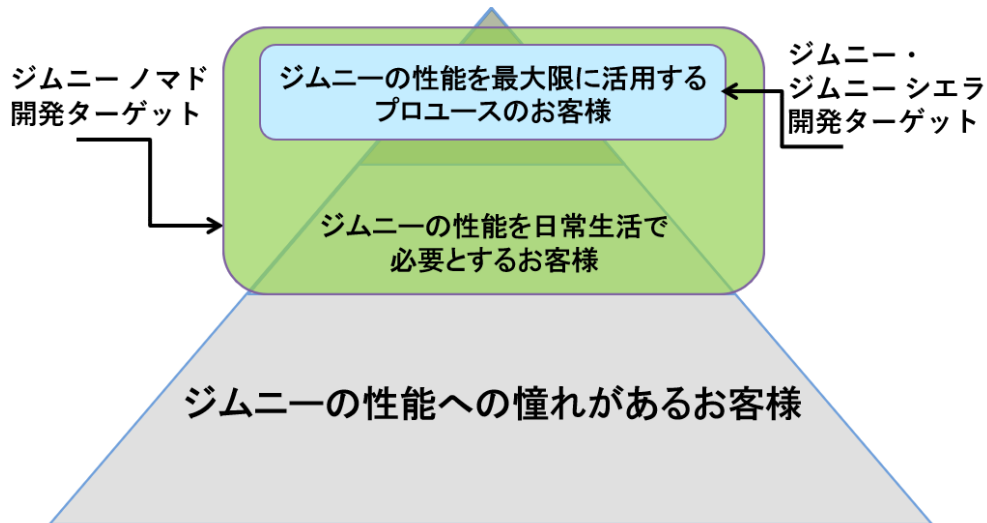 ジムニーの性能を最大限に活用する
プロユースのお客様
ジムニー ノマド
開発ターゲット
ジムニー・
ジムニー シエラ
開発ターゲット
ジムニーの性能を日常生活で
必要とするお客様
ジムニーの性能への憧れがあるお客様